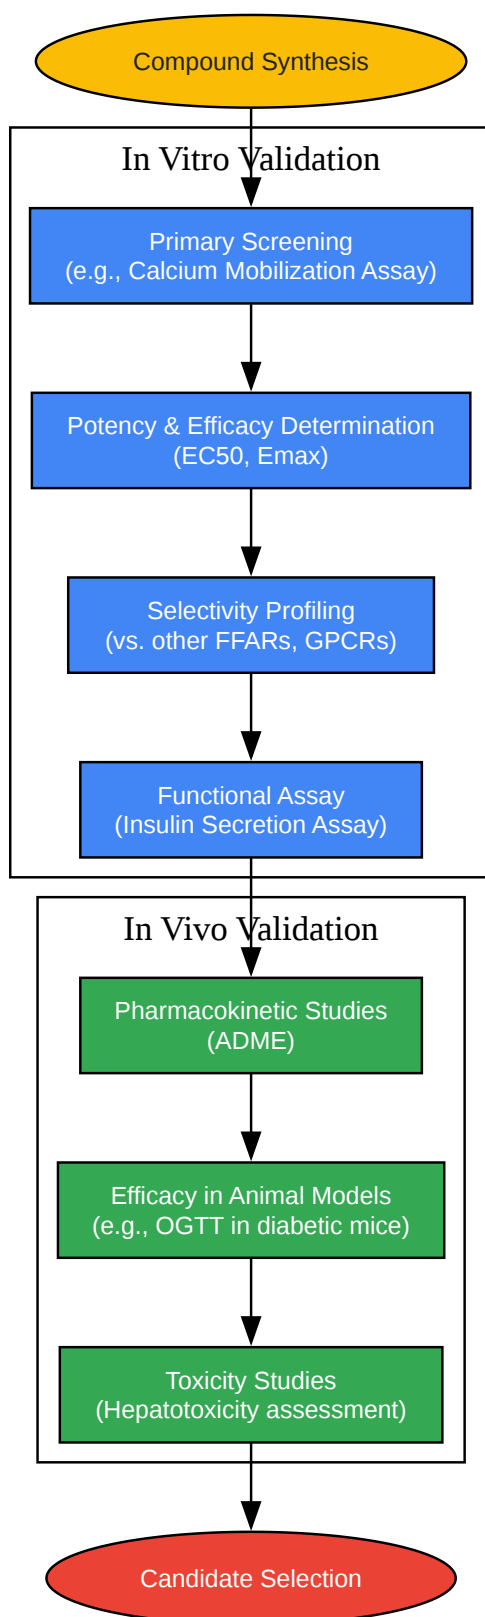 Compound Synthesis
In Vitro Validation
Primary Screening
(e.g., Calcium Mobilization Assay)
Potency & Efficacy Determination
(EC50, Emax)
Selectivity Profiling
(vs. other FFARs, GPCRs)
Functional Assay
(Insulin Secretion Assay)
In Vivo Validation
Pharmacokinetic Studies
(ADME)
Efficacy in Animal Models
(e.g., OGTT in diabetic mice)
Toxicity Studies
(Hepatotoxicity assessment)
Candidate Selection